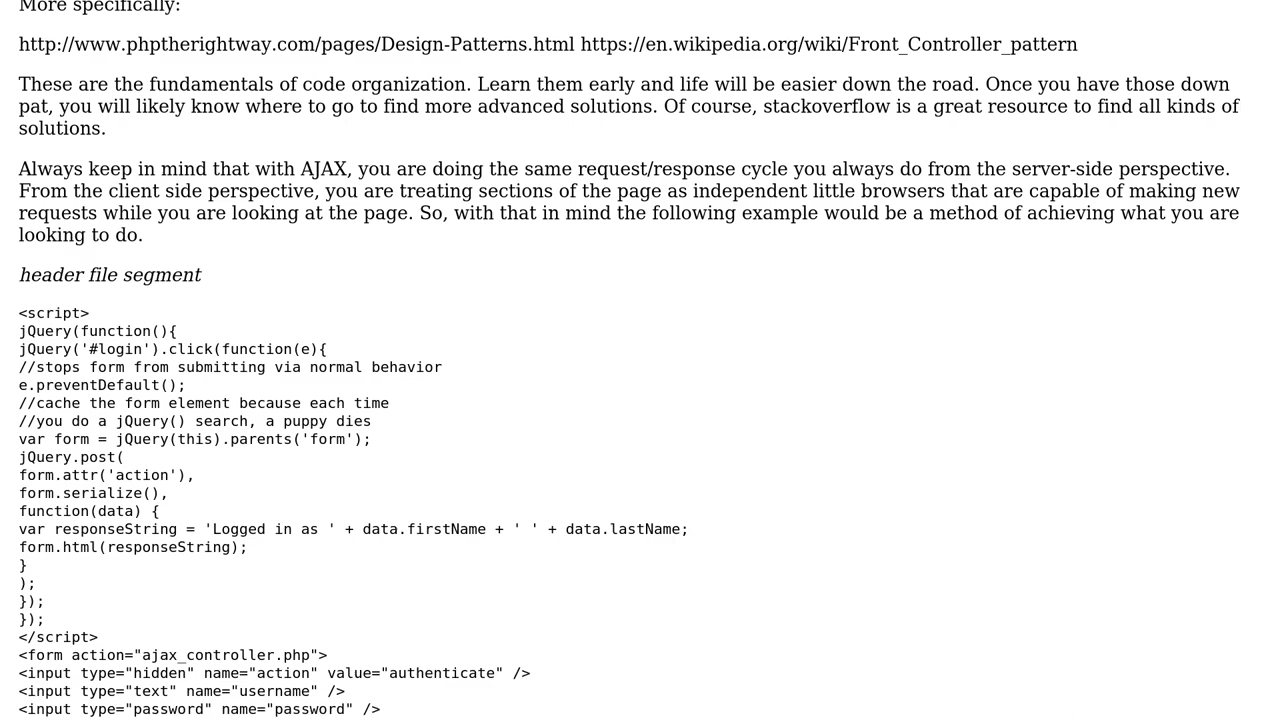 More specifically:
http://www.phptherightway.com/pages/Design-Patterns.html https://en.wikipedia.org/wiki/Front_Controller_pattern
These are the fundamentals of code organization. Learn them early and life will be easier down the road. Once you have those down
pat, you will likely know where to go to find more advanced solutions. Of course, stackoverflow is a great resource to find all kinds of
solutions.
Always keep in mind that with AJAX, you are doing the same request/response cycle you always do from the server-side perspective.
From the client side perspective, you are treating sections of the page as independent little browsers that are capable of making new
requests while you are looking at the page. So, with that in mind the following example would be a method of achieving what you are
looking to do.
header file segment
<script>
jQuery(function(){
jQuery('#login').click(function(e){
//stops form from submitting via normal behavior
e.preventDefault();
//cache the form element because each time
//you do a jQuery() search, a puppy dies
var form = jQuery(this).parents('form');
jQuery.post(
form.attr('action'),
form.serialize(),
function(data) {
var responseString = 'Logged in as ' + data.firstName + ' ' + data.lastName;
form.html(responseString);
}
);
});
});
</script>
<form action="ajax_controller.php">
<input type="hidden" name="action" value="authenticate" />
<input type="text" name="username" />
<input type="password" name="password" />